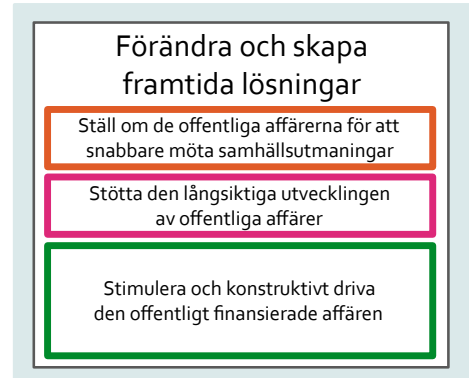 Förändra och skapa
framtida lösningar
Ställ om de offentliga affärerna för att
snabbare möta samhällsutmaningar
Stötta den långsiktiga utvecklingen
av offentliga affärer
Stimulera och konstruktivt driva
den offentligt finansierade affären